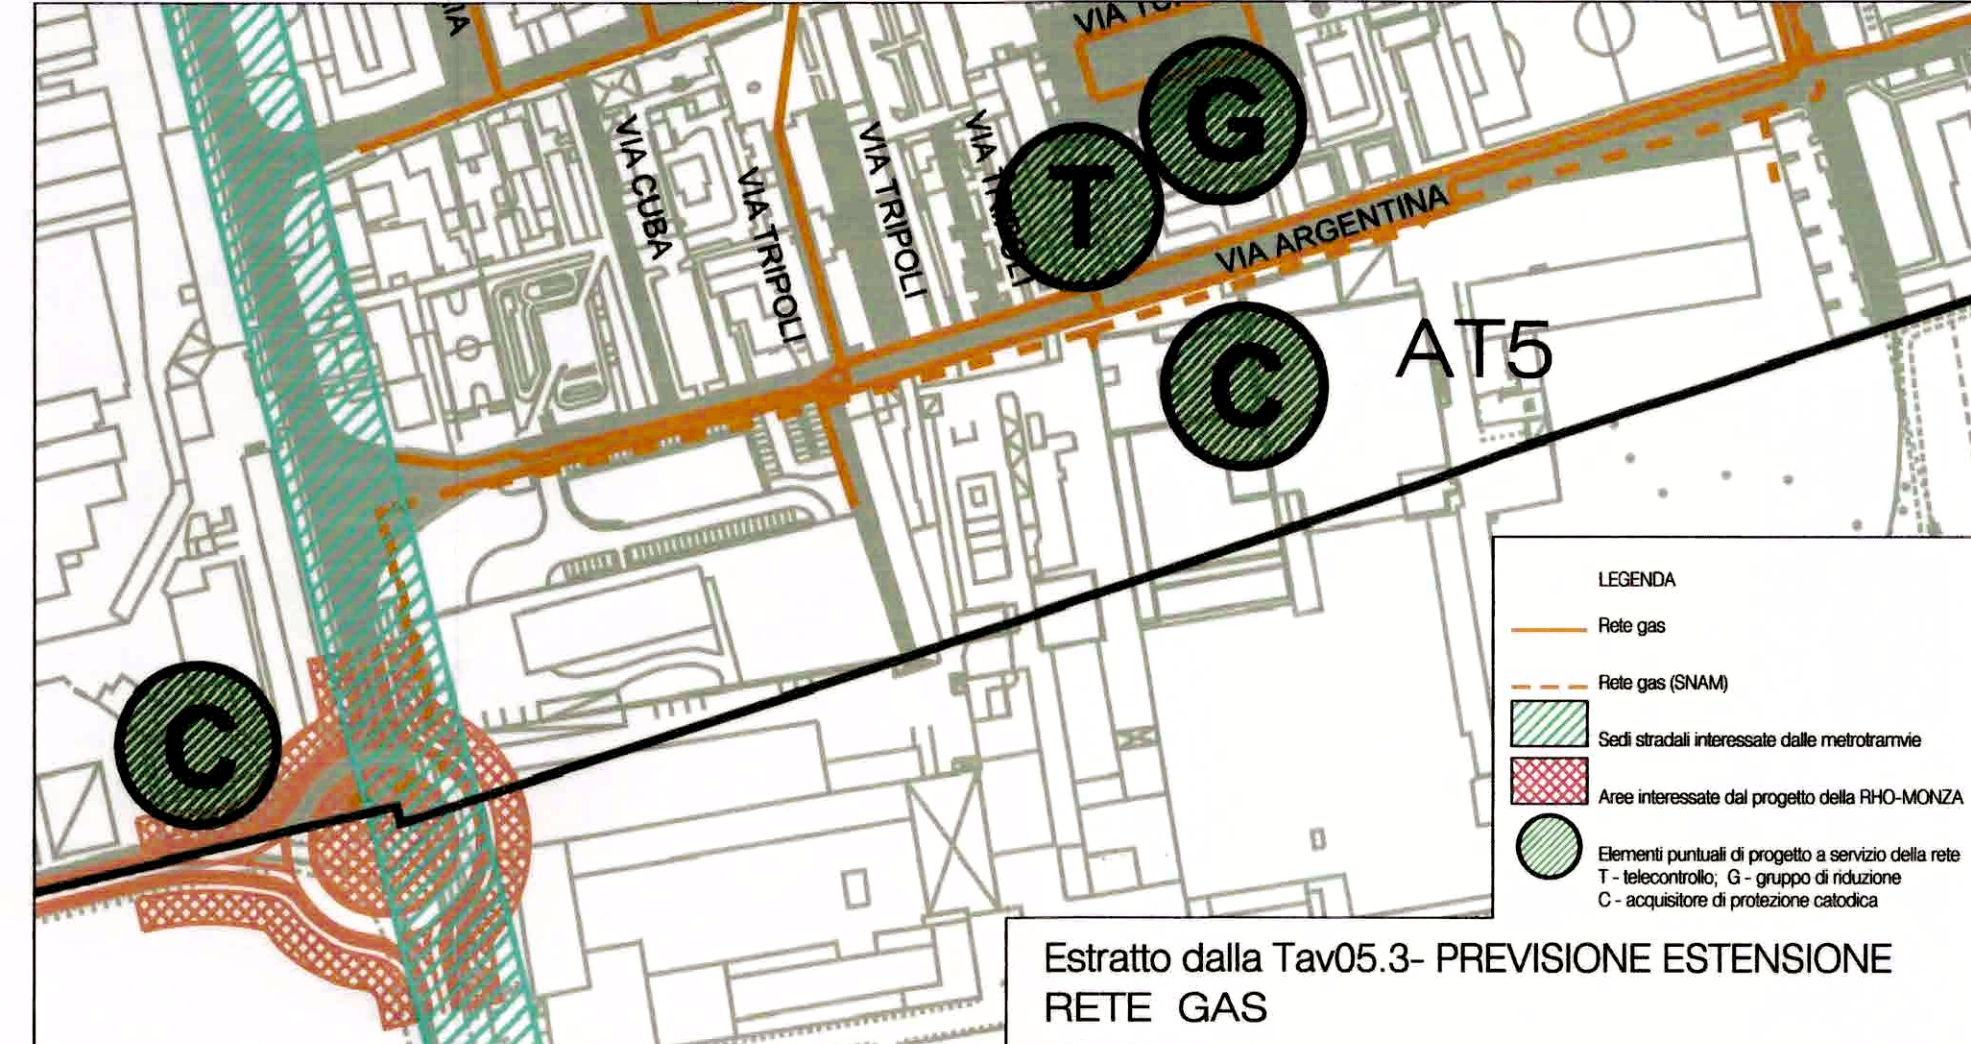 VIA CUBA
VIA TRIPOLI
VIA TRIPOLI
VIA TRIPOLI
G
T
VIA ARGENTINA
C
AT5
C
LEGENDA
Rete gas
Rete gas (SNAM)
Sedi stradali interessate dalle metrotramvie
Aree interessate dal progetto della RHO-MONZA
Elementi puntuali di progetto a servizio della rete
T - telecontrollo; G - gruppo di riduzione
C - acquisitore di protezione catodica
Estratto dalla Tav05.3- PREVISIONE ESTENSIONE
RETE GAS